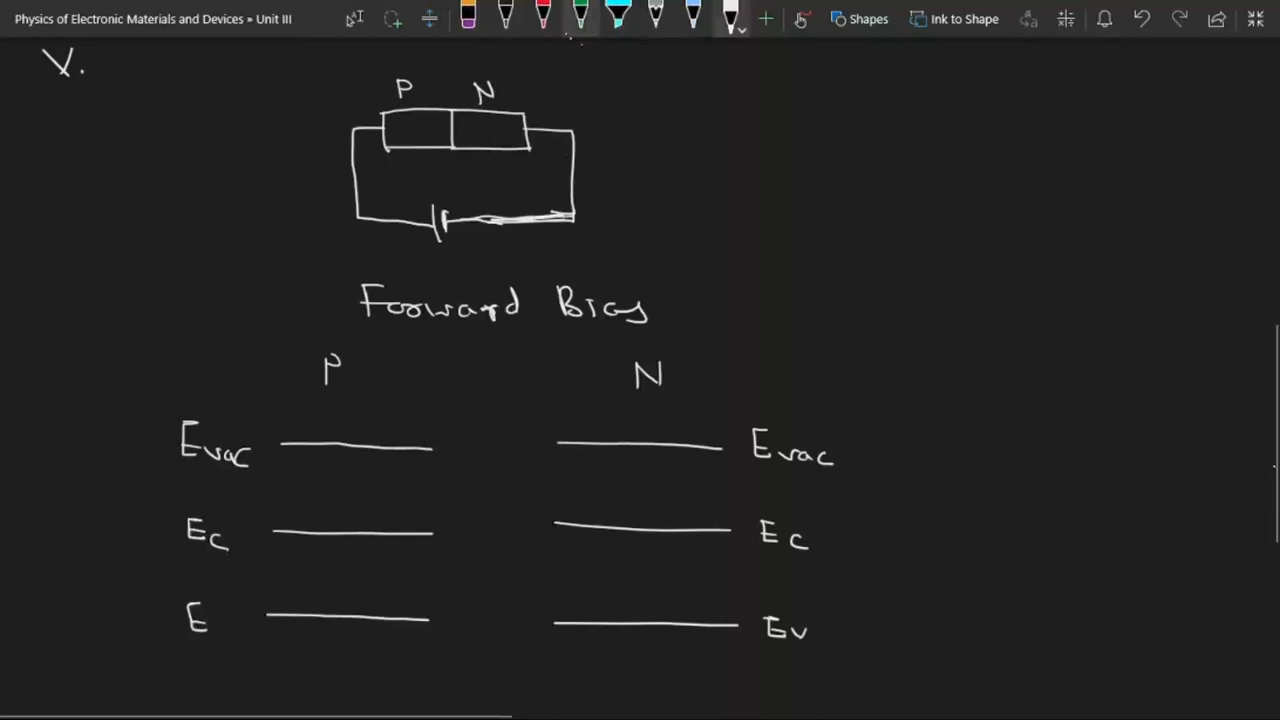 Physics of Electronic Materials and Devices » Unit III
Shapes
Ink to Shape
V.
P N
Forward Bias
P N
Evac Evac
Ec Ec
E Ev